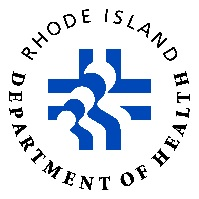 RHODE ISLAND
DEPARTMENT OF HEALTH